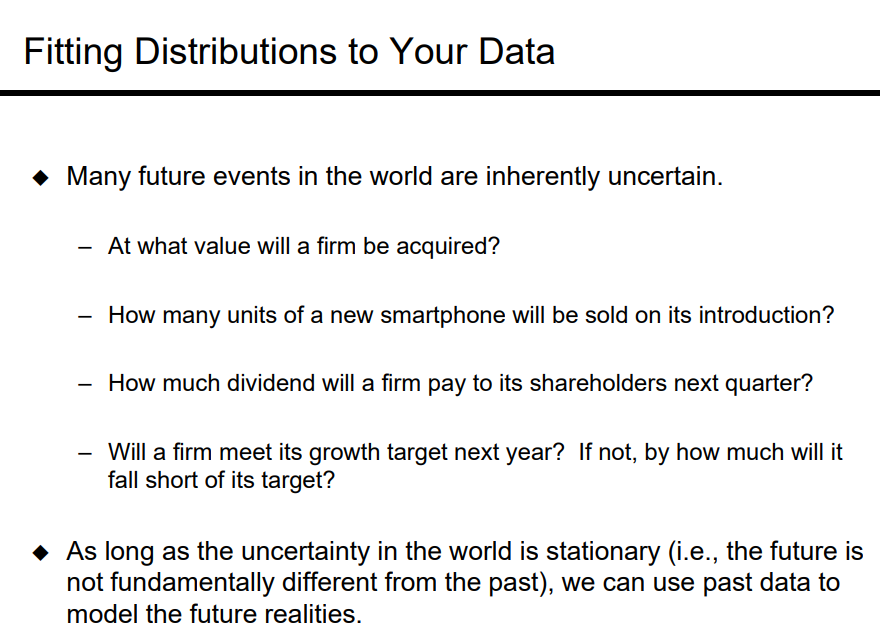 Fitting Distributions to Your Data
◆ Many future events in the world are inherently uncertain.
– At what value will a firm be acquired?
– How many units of a new smartphone will be sold on its introduction?
– How much dividend will a firm pay to its shareholders next quarter?
– Will a firm meet its growth target next year?  If not, by how much will it
fall short of its target?
◆ As long as the uncertainty in the world is stationary (i.e., the future is
not fundamentally different from the past), we can use past data to
model the future realities.